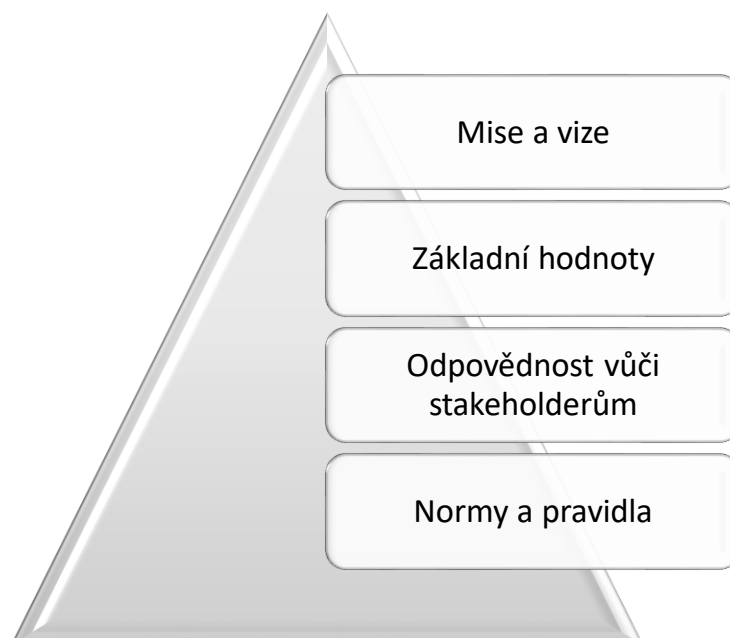 Mise a vize
Základní hodnoty
Odpovědnost vůči
stakeholderům
Normy a pravidla